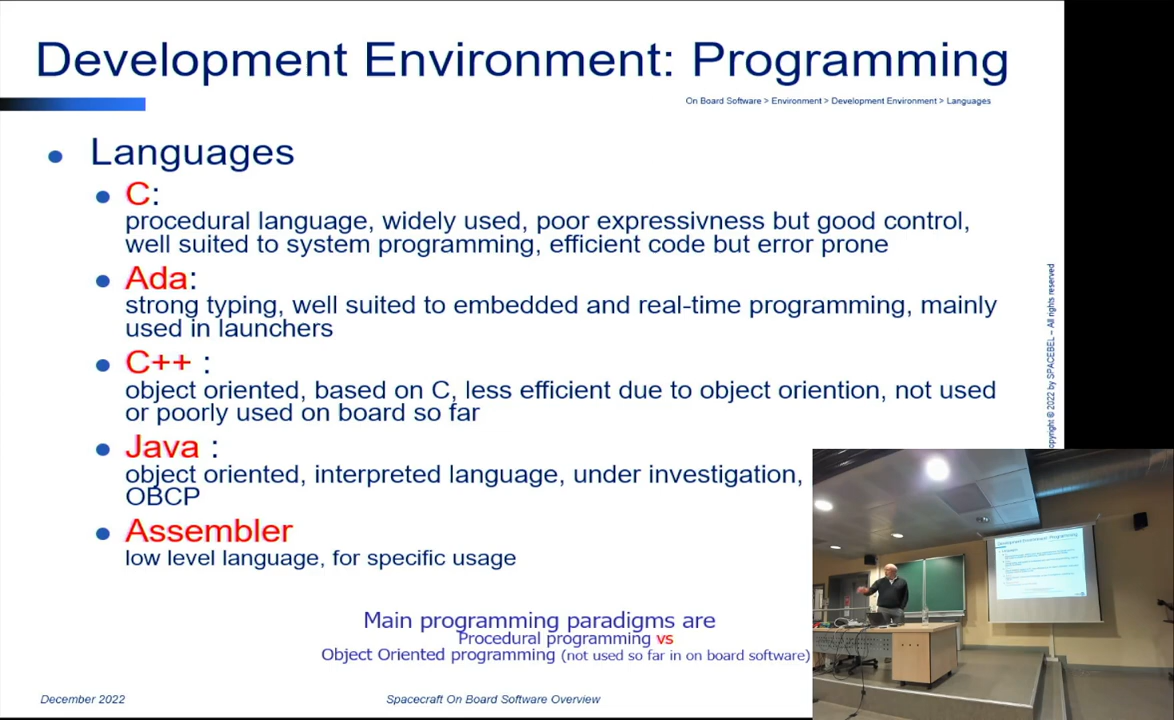 Development Environment: Programming
On Board Software > Environment > Development Environment > Languages
Languages
C:
procedural language, widely used, poor expressivness but good control,
well suited to system programming, efficient code but error prone
Ada:
strong typing, well suited to embedded and real-time programming, mainly
used in launchers
C++ :
object oriented, based on C, less efficient due to object oriention, not used
or poorly used on board so far
Java :
object oriented, interpreted language, under investigation,
OBCP
Assembler
low level language, for specific usage
Main programming paradigms are
Procedural programming vs
Object Oriented programming (not used so far in on board software)
December 2022
Spacecraft On Board Software Overview
opyright © 2022 by SPACEBEL – All rights reserved
Development Environment: Programming